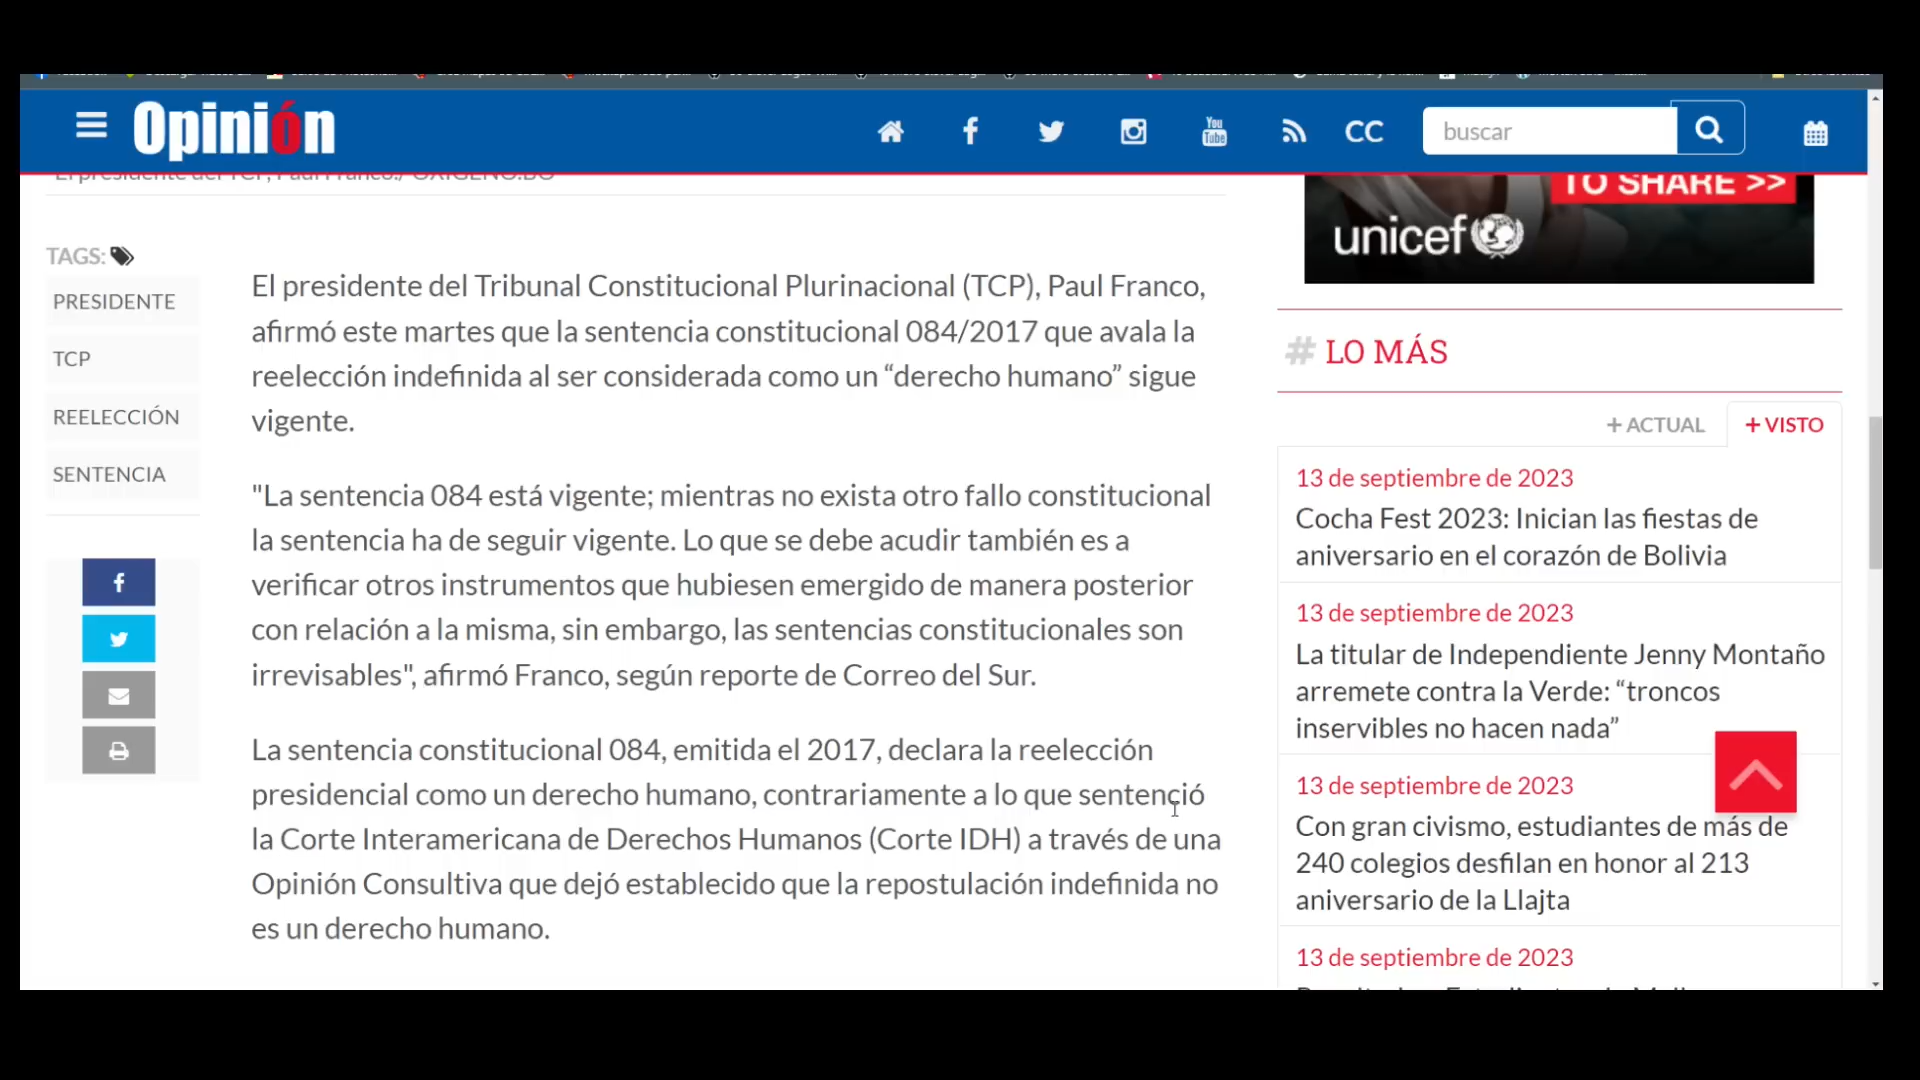 Opinión
CC
buscar
El presidente del TCP, Paul Franco./ OXÍGENO.BO
TAGS:
PRESIDENTE
TCP
REELECCIÓN
SENTENCIA
El presidente del Tribunal Constitucional Plurinacional (TCP), Paul Franco,
afirmó este martes que la sentencia constitucional 084/2017 que avala la
reelección indefinida al ser considerada como un “derecho humano” sigue
vigente.
"La sentencia 084 está vigente; mientras no exista otro fallo constitucional
la sentencia ha de seguir vigente. Lo que se debe acudir también es a
verificar otros instrumentos que hubiesen emergido de manera posterior
con relación a la misma, sin embargo, las sentencias constitucionales son
irrevisables", afirmó Franco, según reporte de Correo del Sur.
La sentencia constitucional 084, emitida el 2017, declara la reelección
presidencial como un derecho humano, contrariamente a lo que sentenció
la Corte Interamericana de Derechos Humanos (Corte IDH) a través de una
Opinión Consultiva que dejó establecido que la repostulación indefinida no
es un derecho humano.
TO SHARE >>
unicef
# LO MÁS
+ ACTUAL
+ VISTO
13 de septiembre de 2023
Cocha Fest 2023: Inician las fiestas de
aniversario en el corazón de Bolivia
13 de septiembre de 2023
La titular de Independiente Jenny Montaño
arremete contra la Verde: “troncos
inservibles no hacen nada”
13 de septiembre de 2023
Con gran civismo, estudiantes de más de
240 colegios desfilan en honor al 213
aniversario de la Llajta
13 de septiembre de 2023